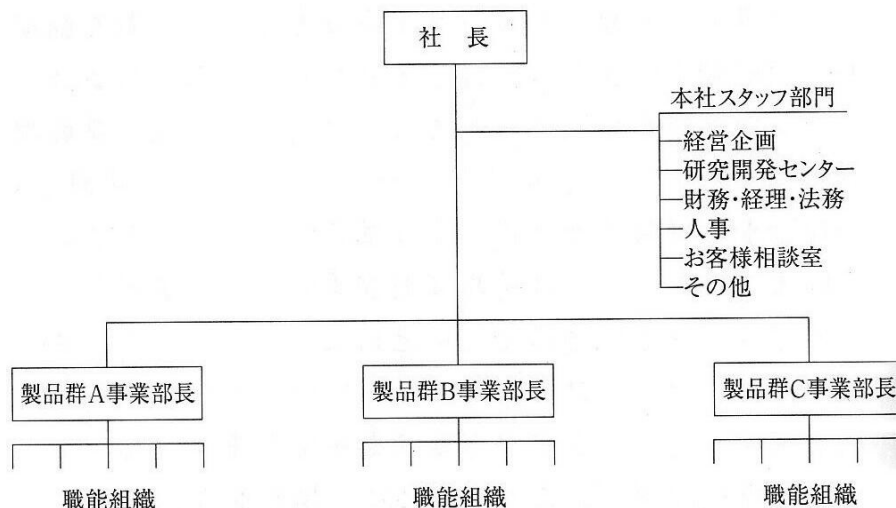 社 長
本社スタッフ部門
経営企画
研究開発センター
財務・経理・法務
人事
お客様相談室
その他
製品群A事業部長
製品群B事業部長
製品群C事業部長
職能組織
職能組織
職能組織